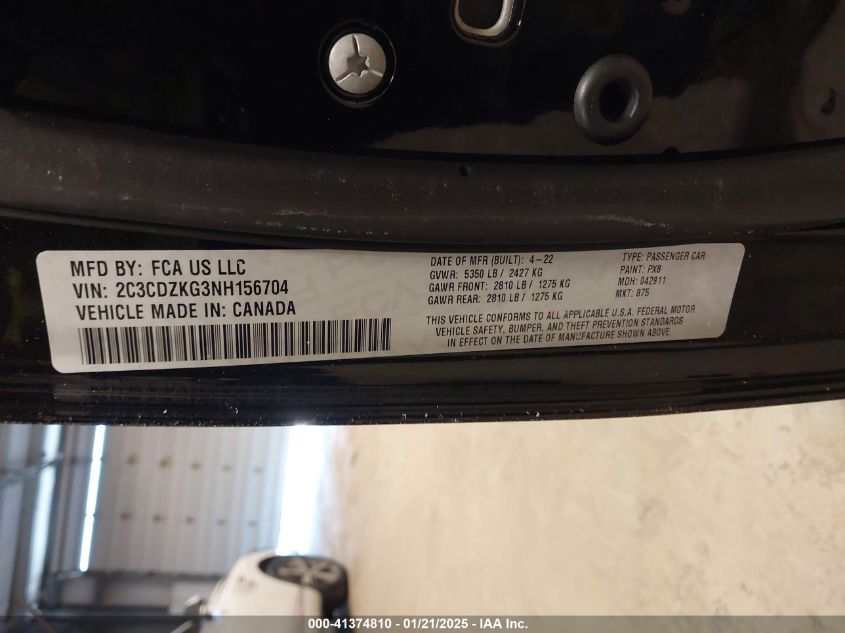 MFD BY: FCA US LLC
VIN: 2C3CDZKG3NH156704
VEHICLE MADE IN: CANADA
DATE OF MFR (BUILT): 4-22
GVWR: 5350 LB / 2427 KG
GAWR FRONT: 2810 LB / 1275 KG
GAWR REAR: 2810 LB / 1275 KG
TYPE: PASSENGER CAR
PAINT: PX8
MDH: 042911
MKT: 875
THIS VEHICLE CONFORMS TO ALL APPLICABLE U.S.A. FEDERAL MOTOR
VEHICLE SAFETY, BUMPER, AND THEFT PREVENTION STANDARDS
IN EFFECT ON THE DATE OF MANUFACTURE SHOWN ABOVE.
000-41374810 - 01/21/2025 - IAA Inc.